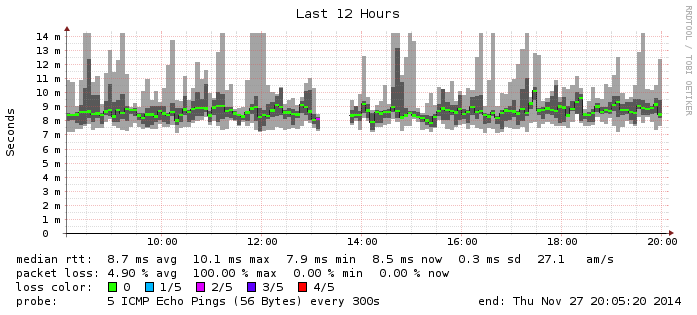 Last 12 Hours
RRDTOOL / TOBI OETIKER
Seconds
14 m
13 m
12 m
11 m
10 m
9 m
8 m
7 m
6 m
5 m
4 m
3 m
2 m
1 m
0
10:00 12:00 14:00 16:00 18:00 20:00
median rtt: 8.7 ms avg 10.1 ms max 7.9 ms min 8.5 ms now 0.3 ms sd 27.1 am/s
packet loss: 4.90 % avg 100.00 % max 0.00 % min 0.00 % now
loss color: 0 1/5 2/5 3/5 4/5
probe: 5 ICMP Echo Pings (56 Bytes) every 300s end: Thu Nov 27 20:05:20 2014